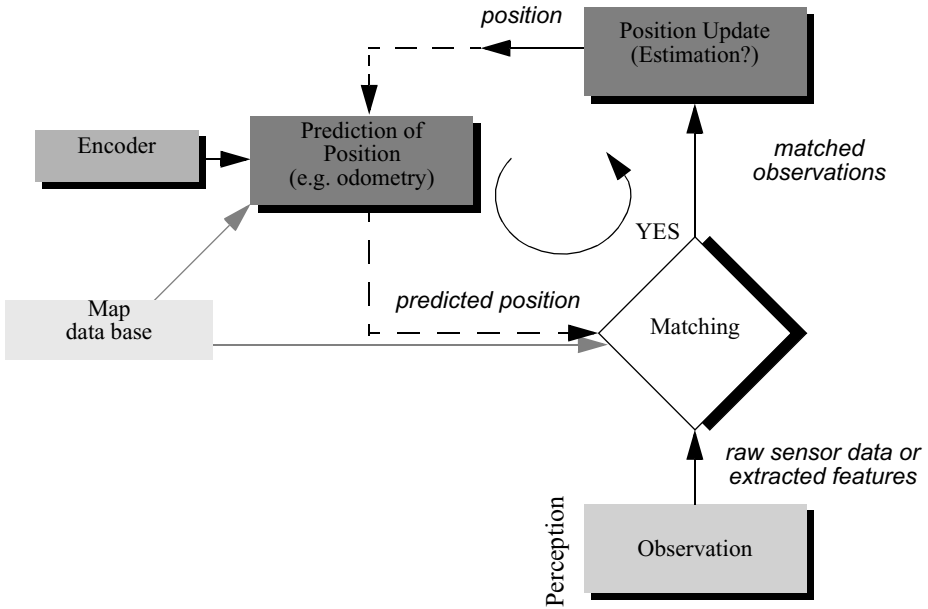 position
Position Update
(Estimation?)
Encoder
Prediction of
Position
(e.g. odometry)
matched
observations
YES
Map
data base
predicted position
Matching
raw sensor data or
extracted features
Perception
Observation